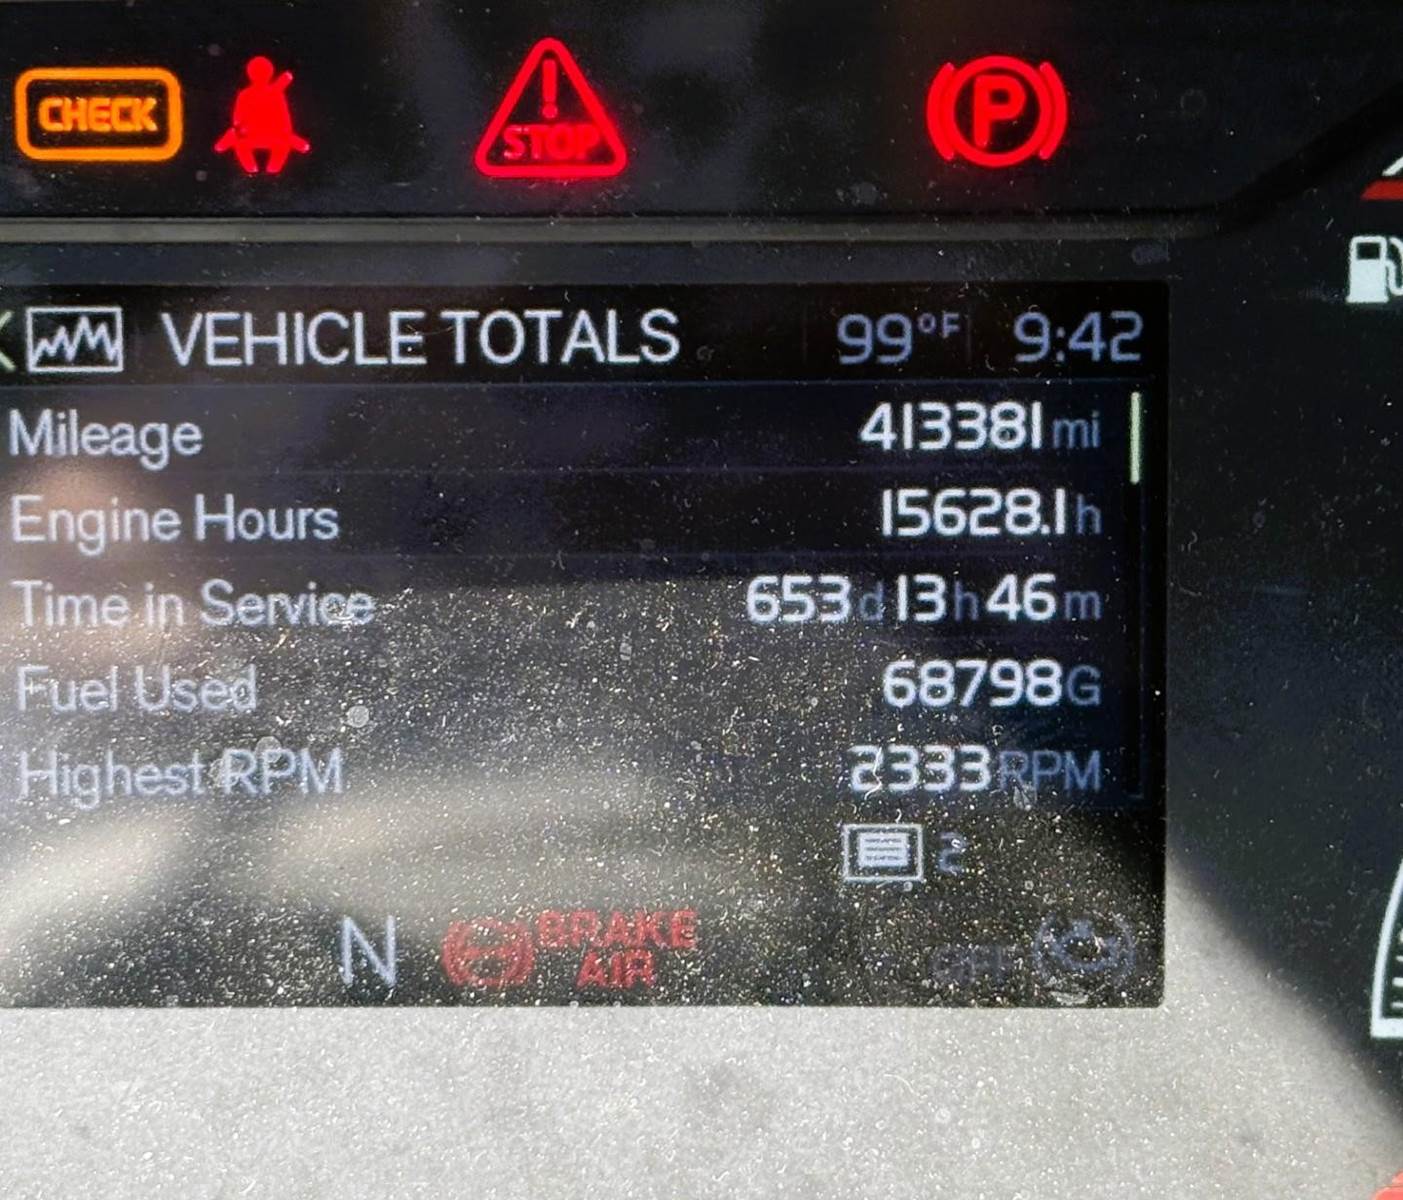 CHECK
STOP
P
VEHICLE TOTALS 99°F 9:42
Mileage 413381 mi
Engine Hours 15628.1 h
Time in Service 653 d 13 h 46 m
Fuel Used 68798 G
Highest RPM 2333 RPM
2
N BRAKE
AIR OFF